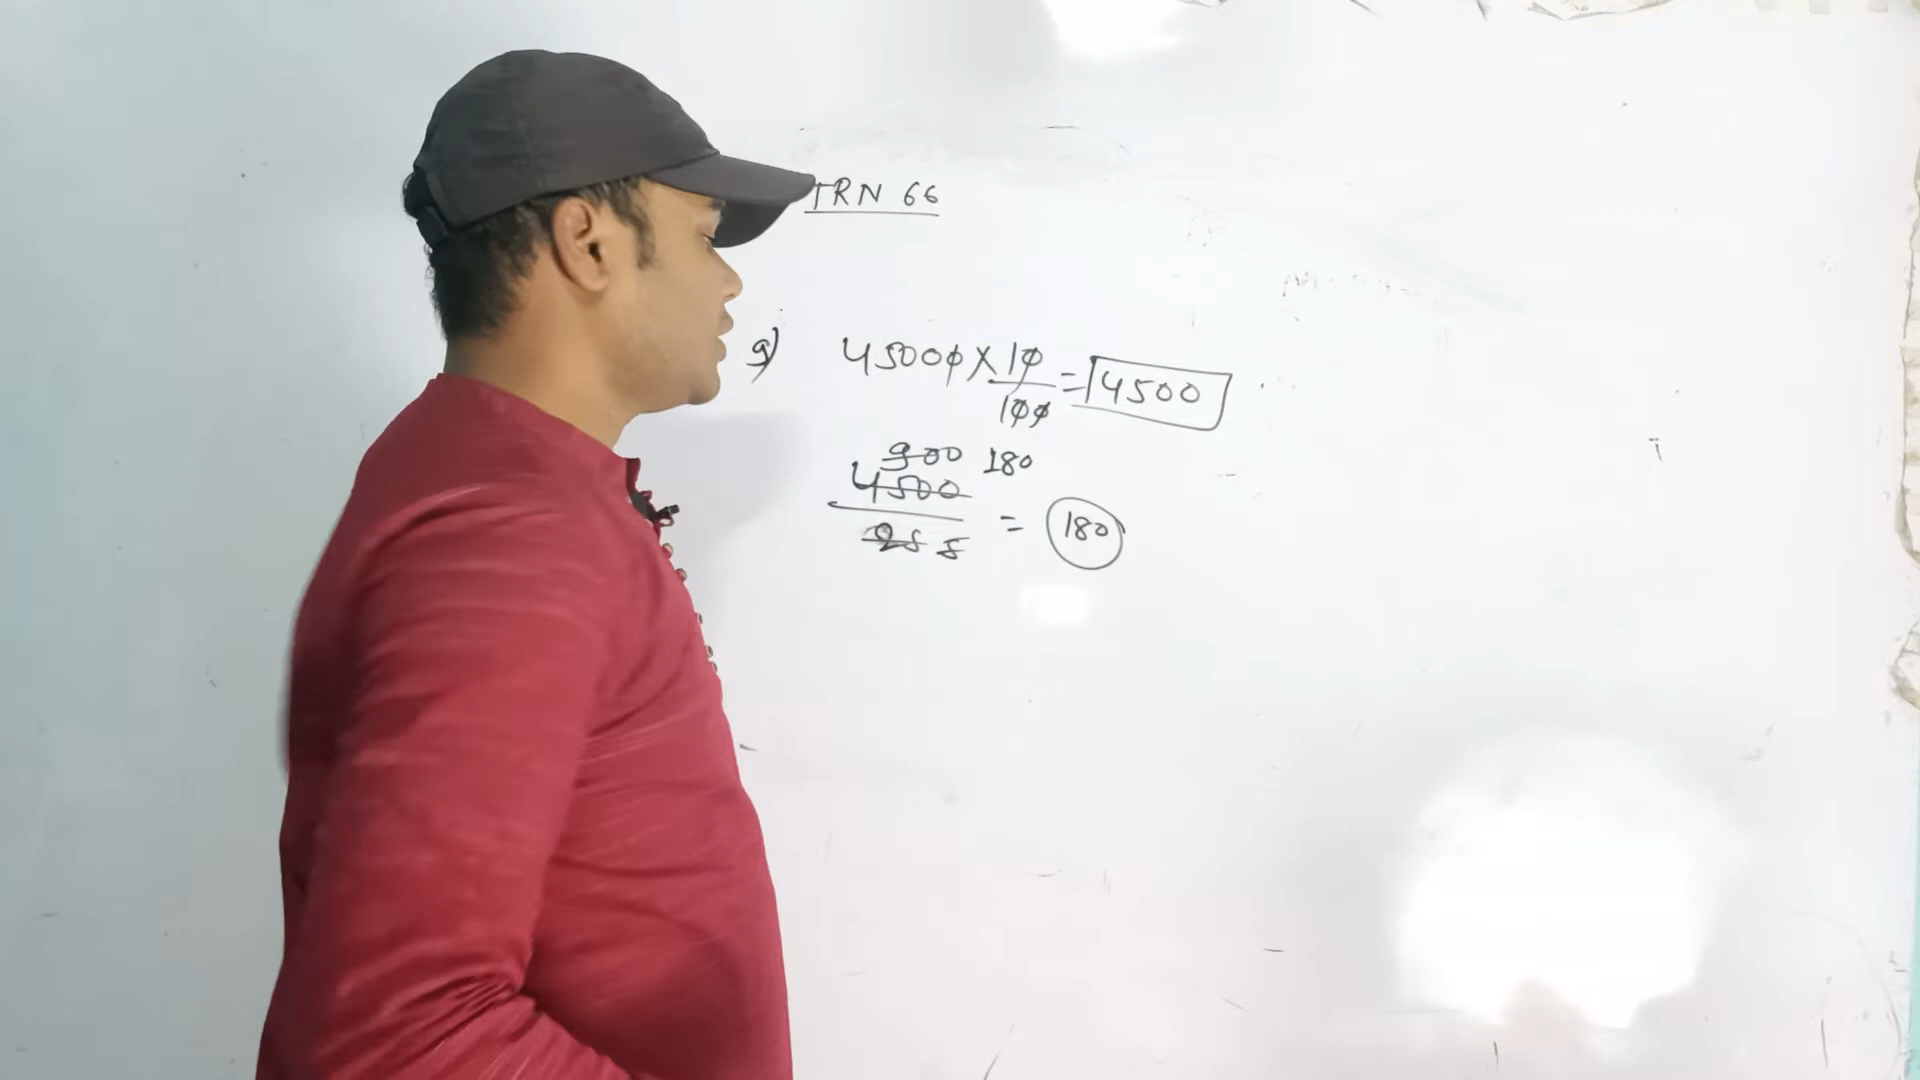 TRN 66
9) 45000 X 10/100 = 4500
900 180
4500/25 5 = 180